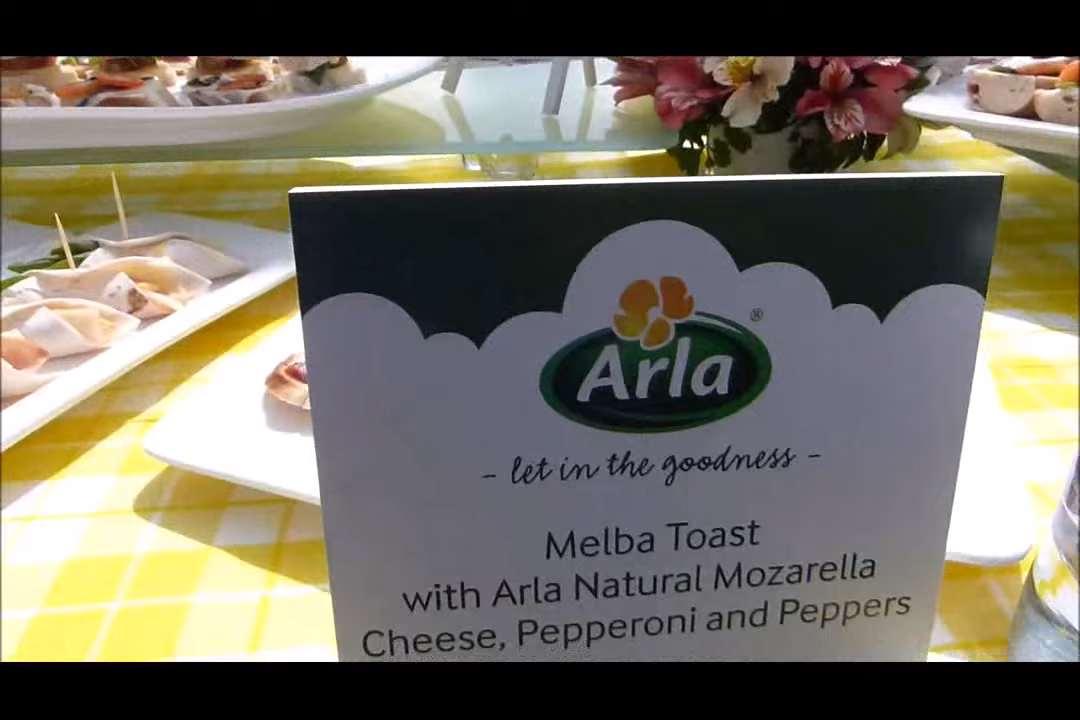 Arla®
- let in the goodness -
Melba Toast
with Arla Natural Mozarella
Cheese, Pepperoni and Peppers